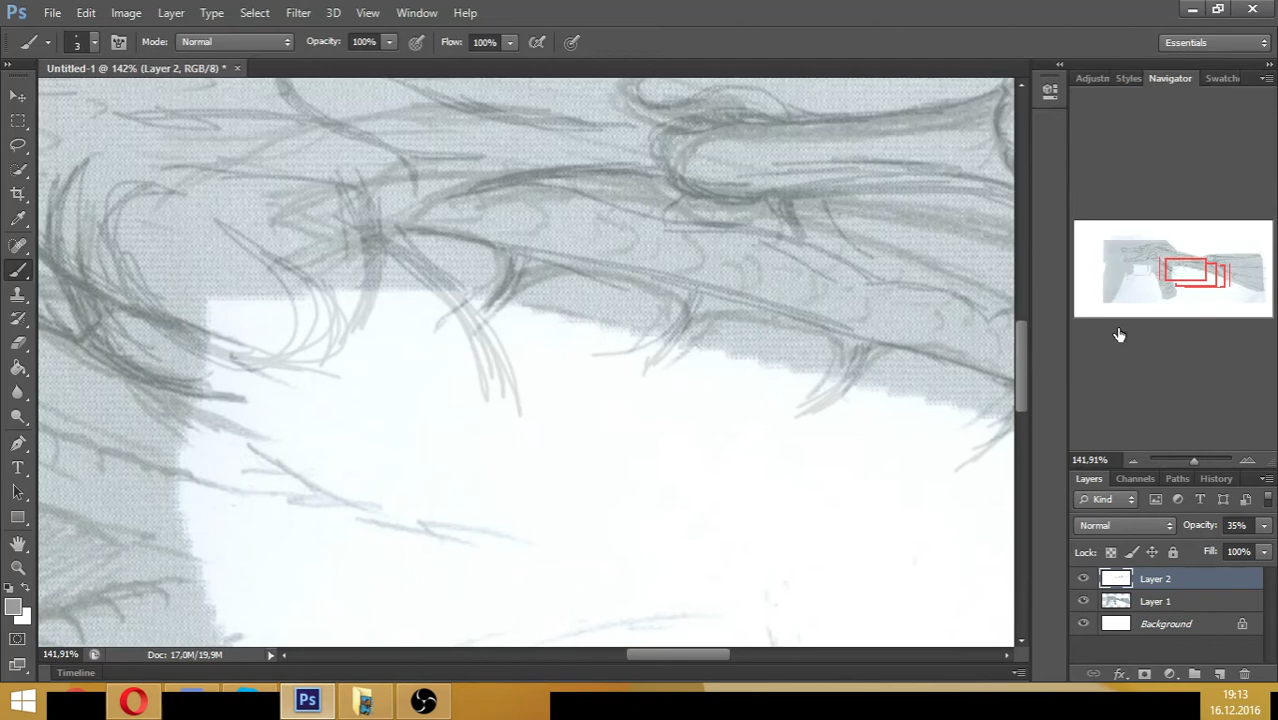 Ps File Edit Image Layer Type Select Filter 3D View Window Help
3 Mode: Normal Opacity: 100% Flow: 100% Essentials
Untitled-1 @ 142% (Layer 2, RGB/8) * ×
Adjustn Styles Navigator Swatch
141,91%
Layers Channels Paths History
Kind
Normal Opacity: 35%
Lock: Fill: 100%
Layer 2
Layer 1
Background
141,91% Doc: 17,0M/19,9M
Timeline
Ps
19:13
16.12.2016